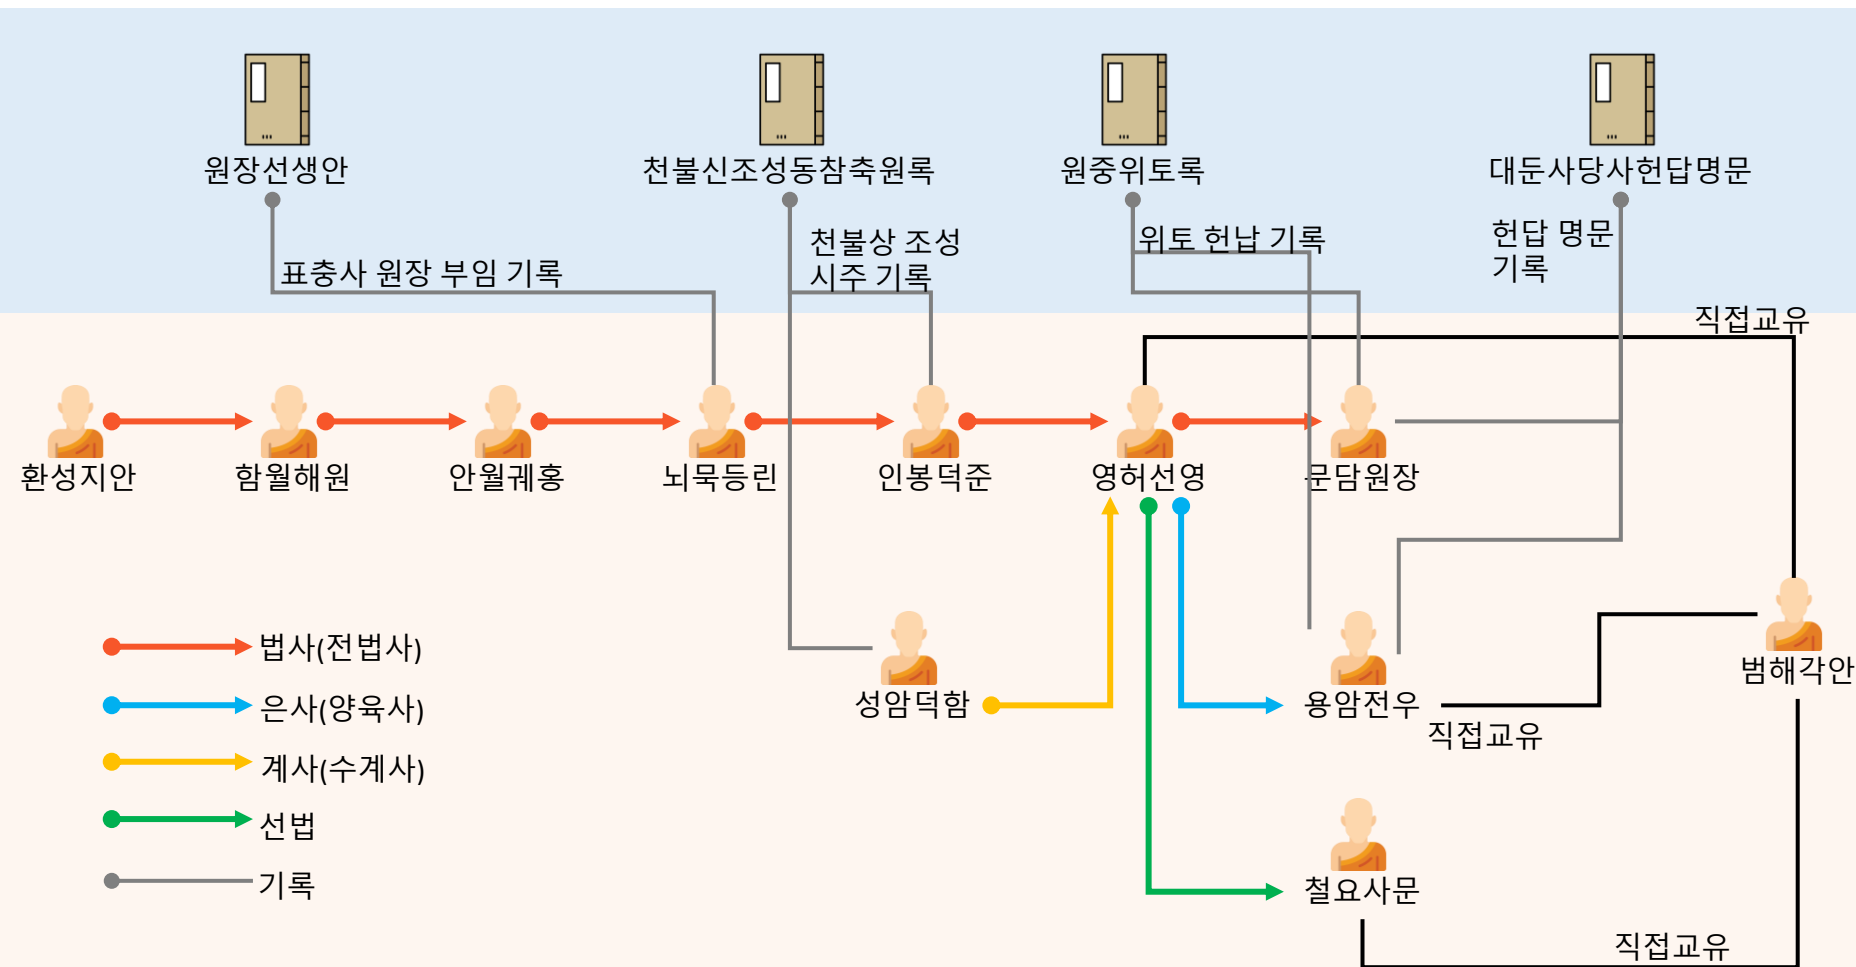 원장선생안
천불신조성동참축원록
원중위토록
대둔사당사헌답명문
표충사 원장 부임 기록
천불상 조성
시주 기록
위토 헌납 기록
헌답 명문
기록
직접교유
환성지안
함월해원
안월궤홍
뇌묵등린
인봉덕준
영허선영
문담원장
범해각안
성암덕함
용암전우
직접교유
철요사문
직접교유
법사(전법사)
은사(양육사)
계사(수계사)
선법
기록